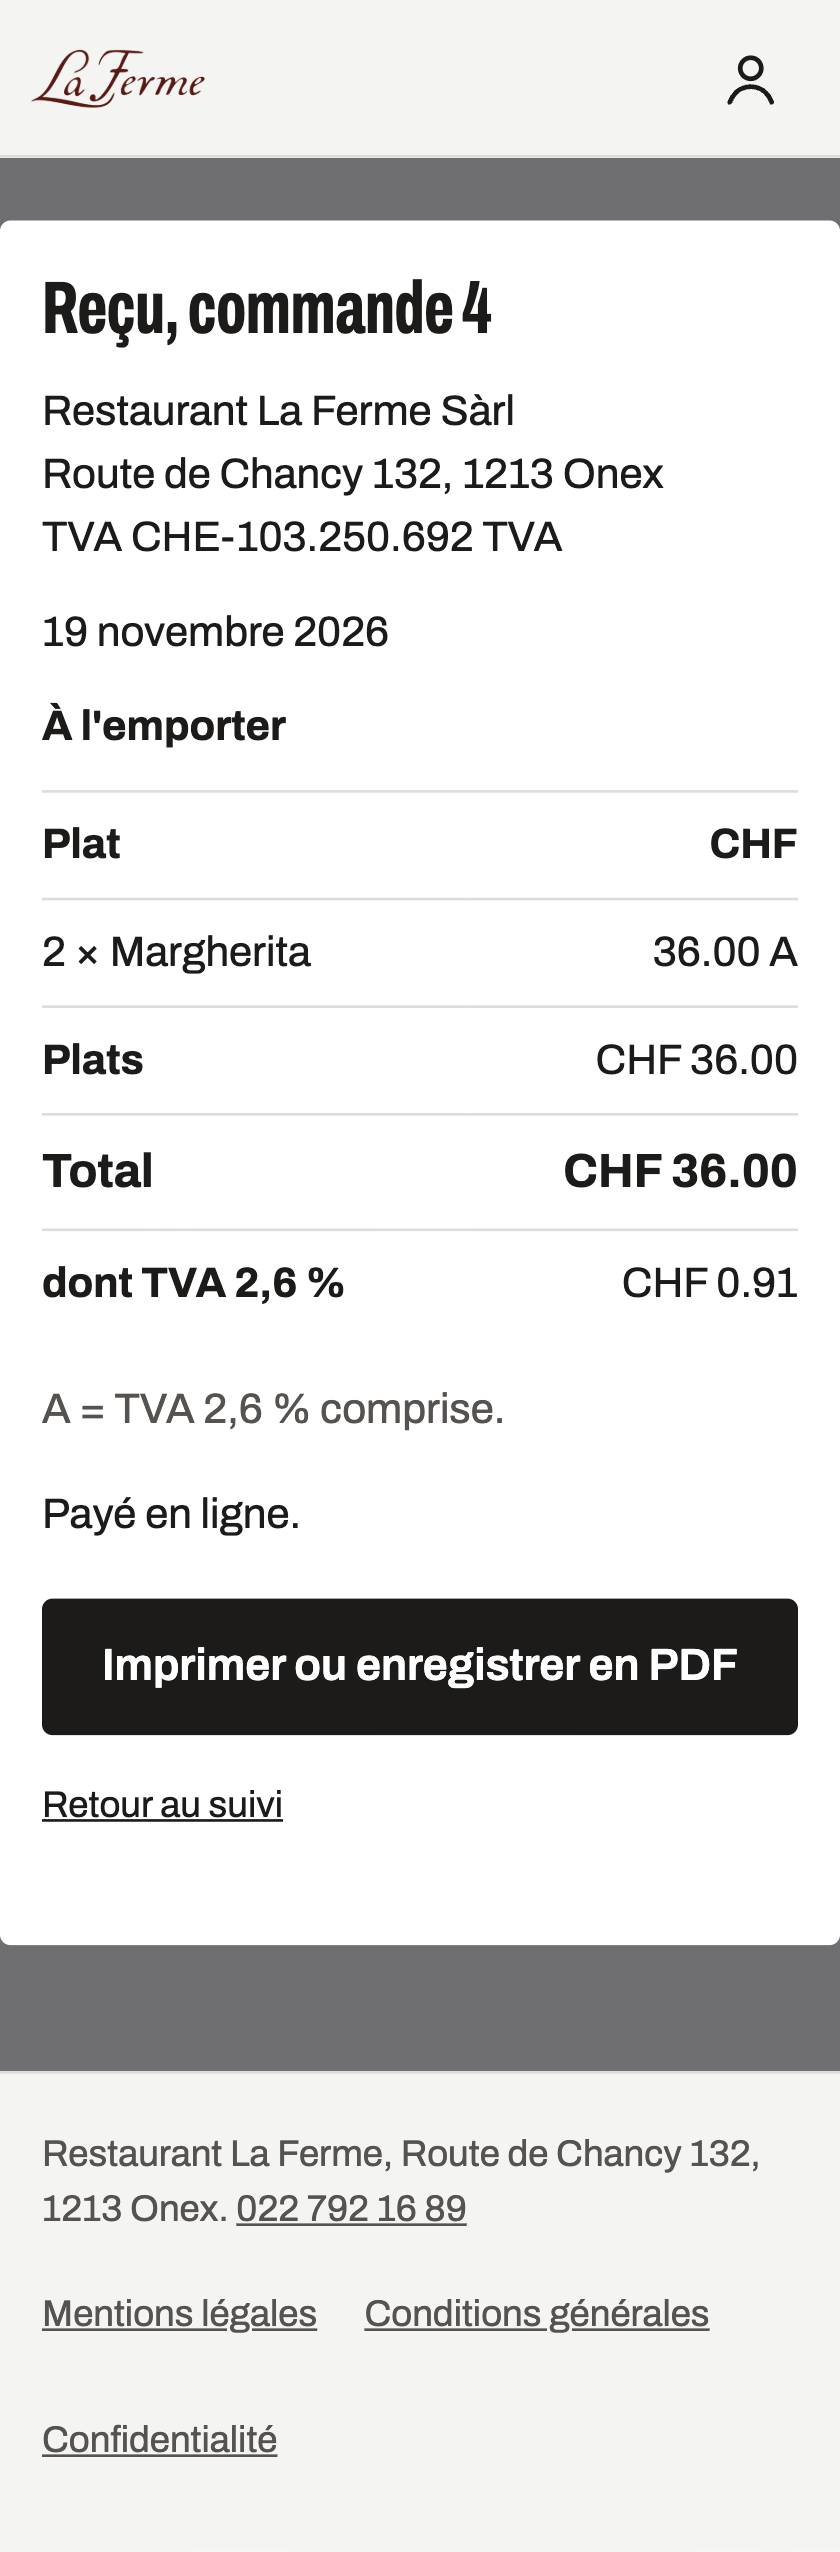 La Ferme
Reçu, commande 4
Restaurant La Ferme Sàrl
Route de Chancy 132, 1213 Onex
TVA CHE-103.250.692 TVA
19 novembre 2026
À l'emporter
Plat CHF
2 × Margherita 36.00 A
Plats CHF 36.00
Total CHF 36.00
dont TVA 2,6 % CHF 0.91
A = TVA 2,6 % comprise.
Payé en ligne.
Imprimer ou enregistrer en PDF
Retour au suivi
Restaurant La Ferme, Route de Chancy 132,
1213 Onex. 022 792 16 89
Mentions légales Conditions générales
Confidentialité